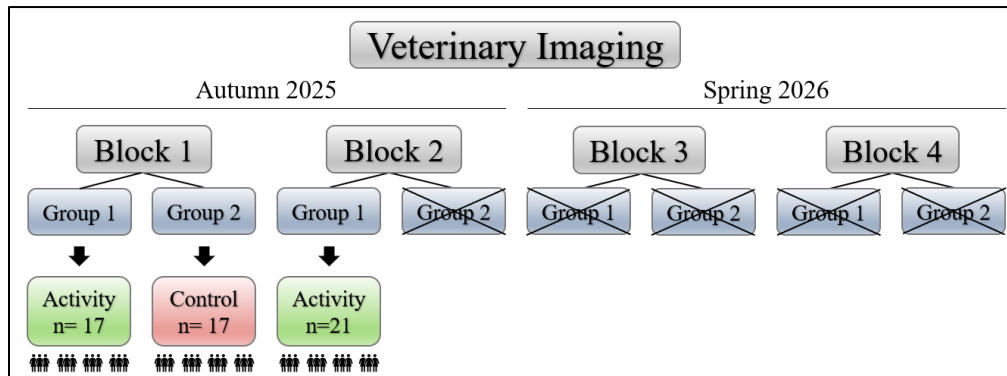 Veterinary Imaging
Autumn 2025 Spring 2026
Block 1 Block 2 Block 3 Block 4
Group 1 Group 2 Group 1 Group 2 Group 1 Group 2 Group 1 Group 2
Activity Control Activity
n= 17 n= 17 n=21